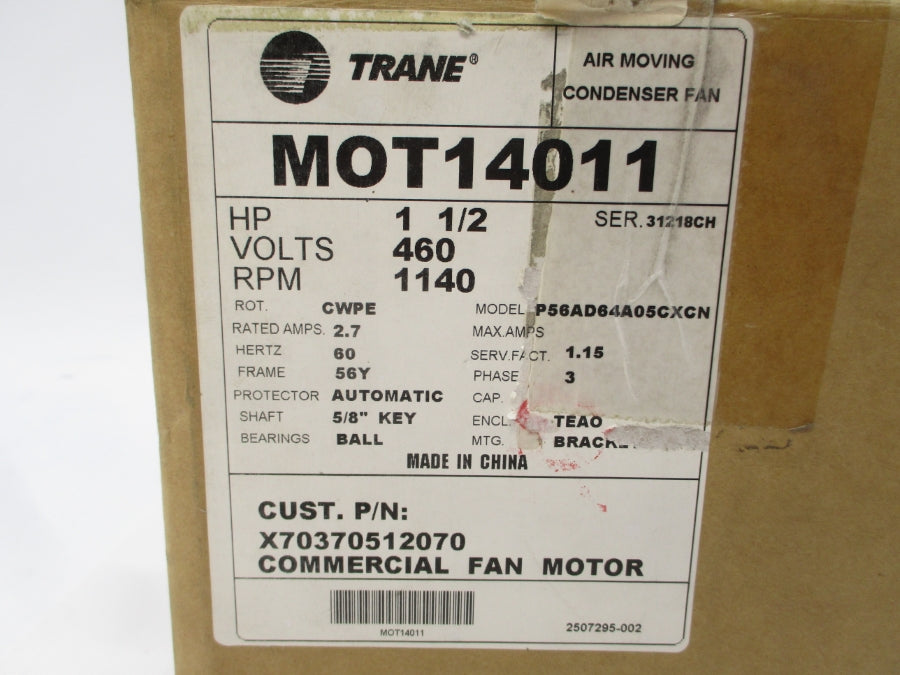 TRANE®
AIR MOVING
CONDENSER FAN
MOT14011
HP 1 1/2 SER. 31218CH
VOLTS 460
RPM 1140
ROT. CWPE MODEL P56AD64A05CXCN
RATED AMPS. 2.7 MAX.AMPS
HERTZ 60 SERV.FACT. 1.15
FRAME 56Y PHASE 3
PROTECTOR AUTOMATIC CAP.
SHAFT 5/8" KEY ENCL. TEAO
BEARINGS BALL MTG. BRACKET
MADE IN CHINA
CUST. P/N:
X70370512070
COMMERCIAL FAN MOTOR
MOT14011
2507295-002